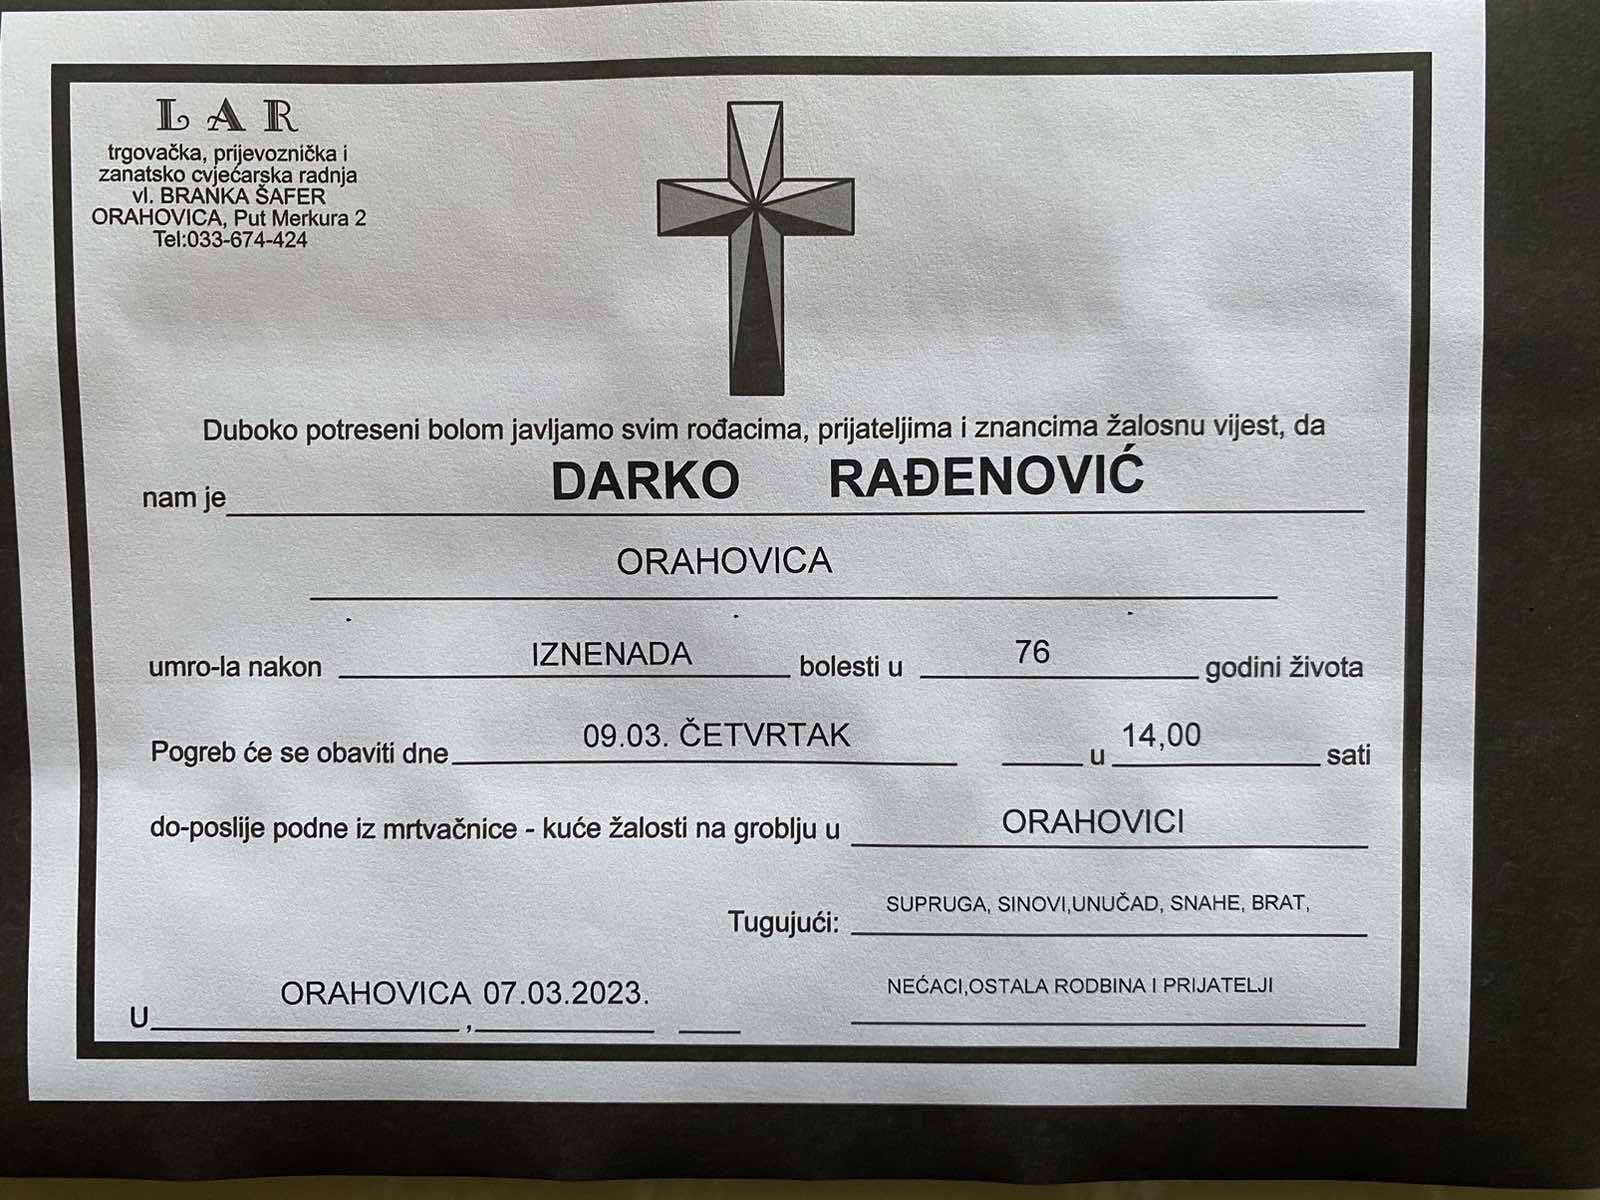 LAR
trgovačka, prijevoznička i
zanatsko cvjećarska radnja
vl. BRANKA ŠAFER
ORAHOVICA, Put Merkura 2
Tel:033-674-424
Duboko potreseni bolom javljamo svim rođacima, prijateljima i znancima žalosnu vijest, da
nam je DARKO RAĐENOVIĆ
ORAHOVICA
umro-la nakon IZNENADA bolesti u 76 godini života
Pogreb će se obaviti dne 09.03. ČETVRTAK u 14,00 sati
do-poslije podne iz mrtvačnice - kuće žalosti na groblju u ORAHOVICI
Tugujući: SUPRUGA, SINOVI,UNUČAD, SNAHE, BRAT,
NEĆACI,OSTALA RODBINA I PRIJATELJI
U ORAHOVICA 07.03.2023. ,